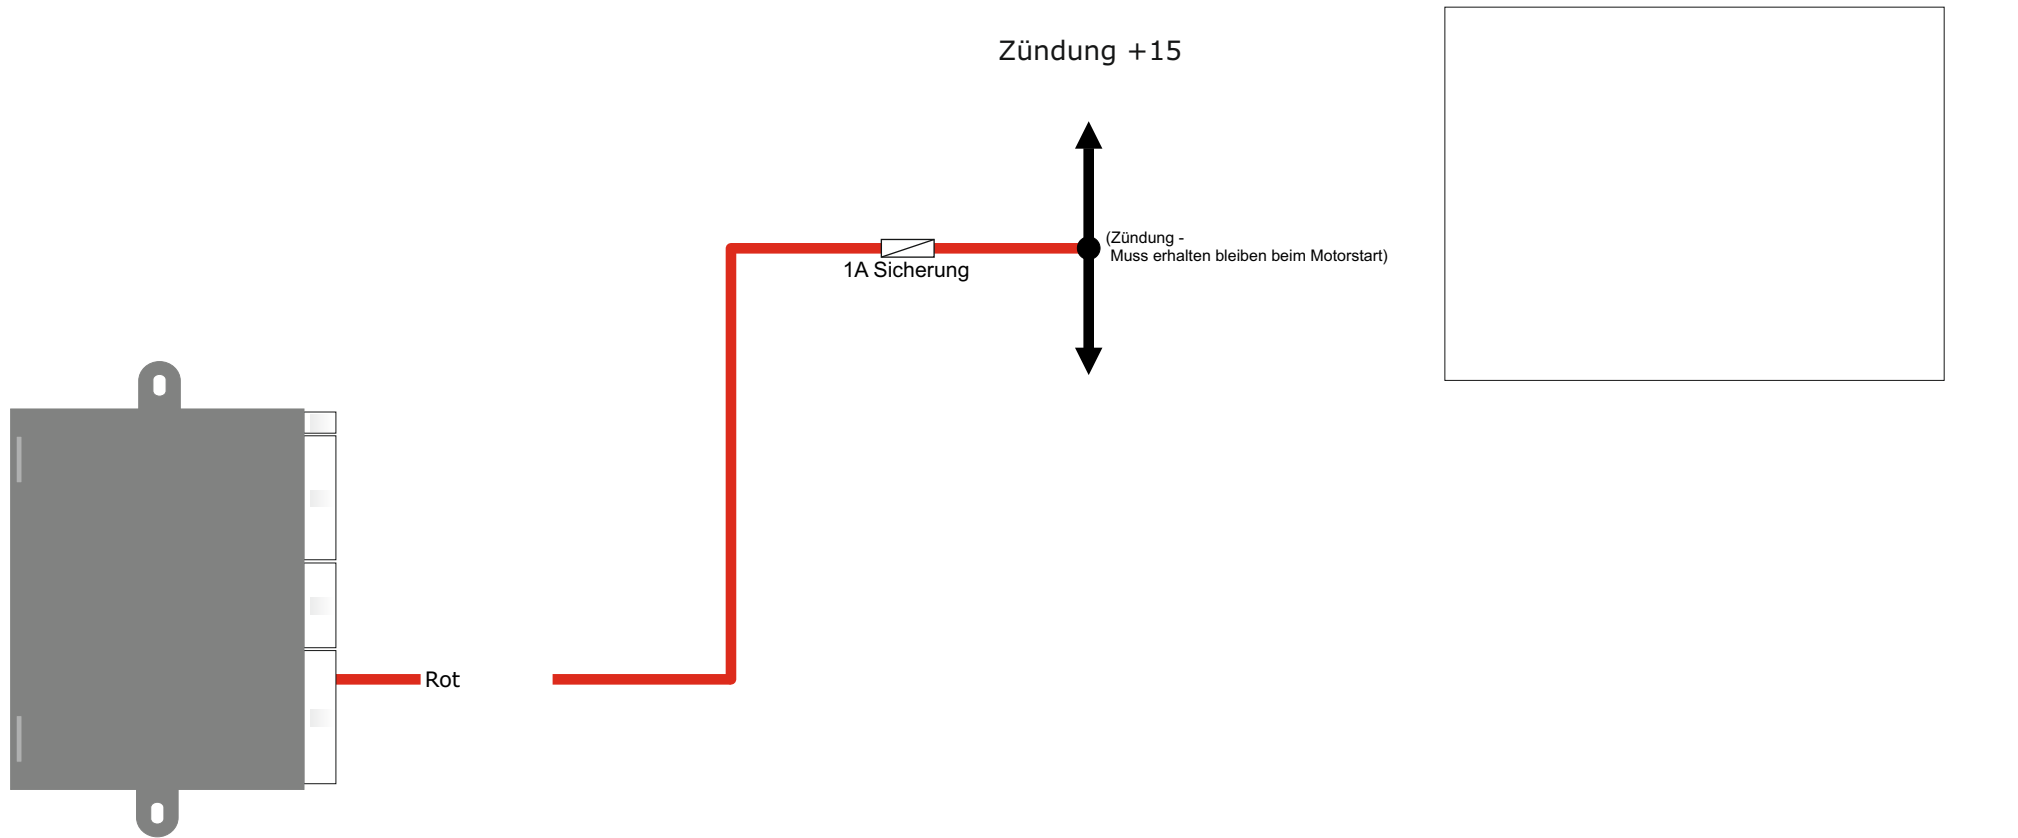 Zündung +15
(Zündung -
Muss erhalten bleiben beim Motorstart)
1A Sicherung
Rot